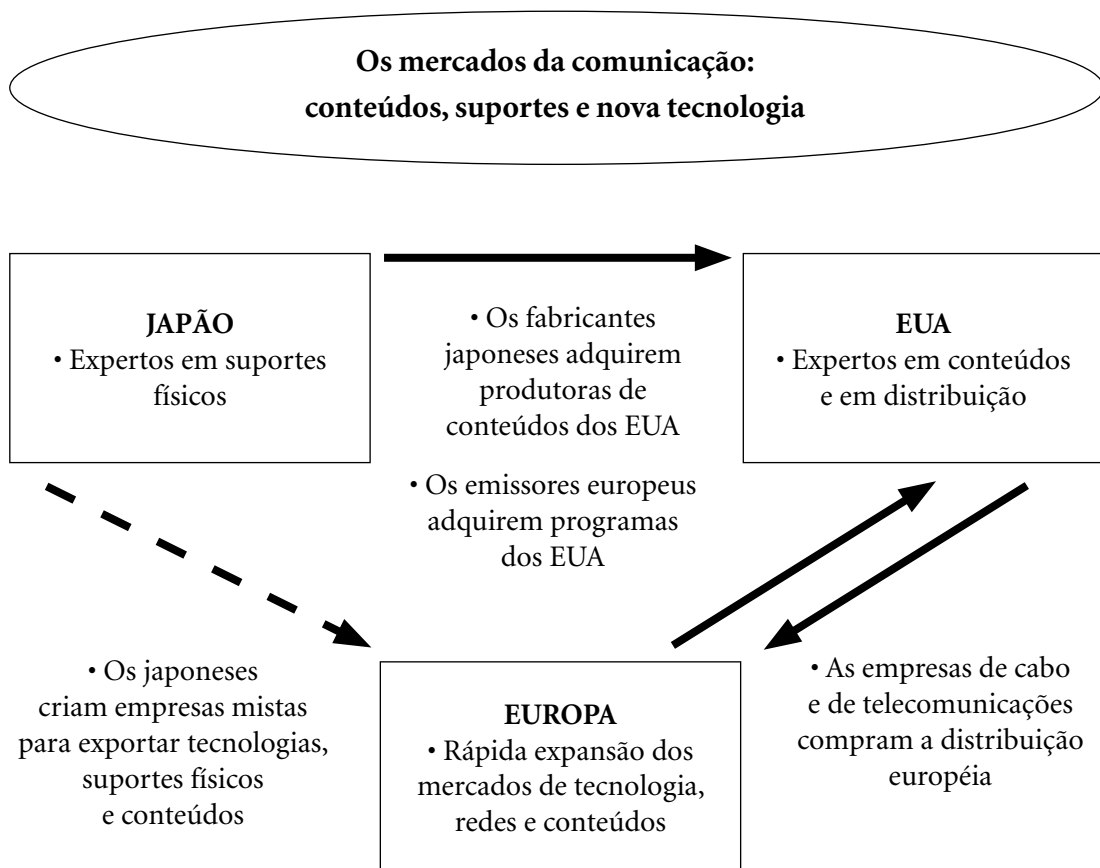 Os mercados da comunicação:
conteúdos, suportes e nova tecnologia
JAPÃO
• Expertos em suportes
físicos
• Os fabricantes
japoneses adquirem
produtoras de
conteúdos dos EUA
• Os emissores europeus
adquirem programas
dos EUA
EUA
• Expertos em conteúdos
e em distribuição
• Os japoneses
criam empresas mistas
para exportar tecnologias,
suportes físicos
e conteúdos
EUROPA
• Rápida expansão dos
mercados de tecnologia,
redes e conteúdos
• As empresas de cabo
e de telecomunicações
compram a distribuição
européia